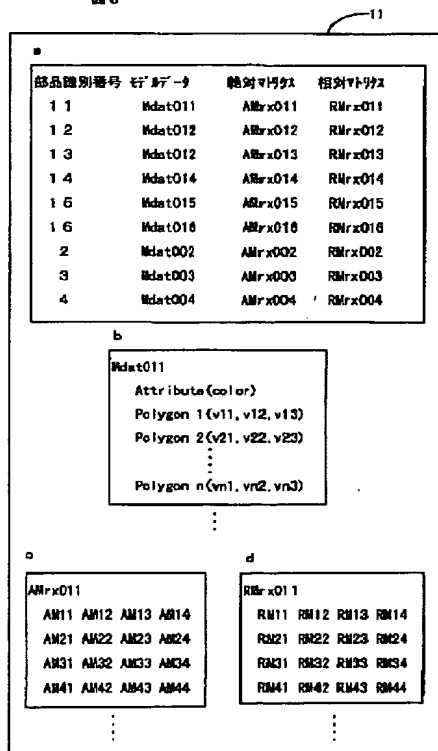 11
a
部品識別番号 モデルデータ 絶対マトリクス 相対マトリクス
11 Mdat011 AMrx011 RMrx011
12 Mdat012 AMrx012 RMrx012
13 Mdat012 AMrx013 RMrx013
14 Mdat014 AMrx014 RMrx014
15 Mdat015 AMrx015 RMrx015
16 Mdat016 AMrx016 RMrx016
2 Mdat002 AMrx002 RMrx002
3 Mdat003 AMrx003 RMrx003
4 Mdat004 AMrx004 RMrx004
b
Mdat011
Attribute(color)
Polygon 1(v11, v12, v13)
Polygon 2(v21, v22, v23)
Polygon n(vn1, vn2, vn3)
c
AMrx011
AM11 AM12 AM13 AM14
AM21 AM22 AM23 AM24
AM31 AM32 AM33 AM34
AM41 AM42 AM43 AM44
d
RMrx011
RM11 RM12 RM13 RM14
RM21 RM22 RM23 RM24
RM31 RM32 RM33 RM34
RM41 RM42 RM43 RM44